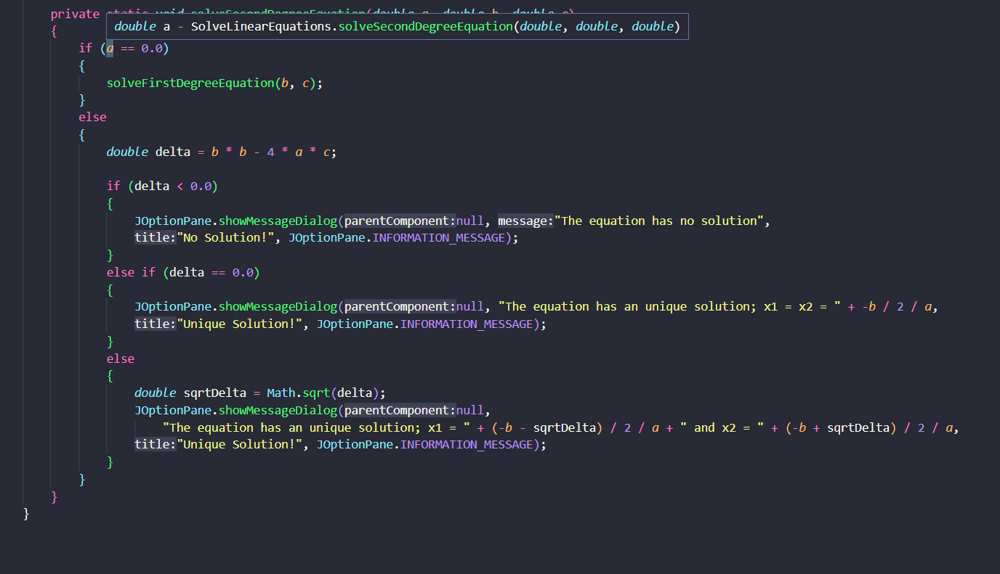 private static void solveSecondDegreeEquation(double a, double b, double c)
{
double a - SolveLinearEquations.solveSecondDegreeEquation(double, double, double)
if (a == 0.0)
{
solveFirstDegreeEquation(b, c);
}
else
{
double delta = b * b - 4 * a * c;
if (delta < 0.0)
{
JOptionPane.showMessageDialog(parentComponent:null, message:"The equation has no solution",
title:"No Solution!", JOptionPane.INFORMATION_MESSAGE);
}
else if (delta == 0.0)
{
JOptionPane.showMessageDialog(parentComponent:null, "The equation has an unique solution; x1 = x2 = " + -b / 2 / a,
title:"Unique Solution!", JOptionPane.INFORMATION_MESSAGE);
}
else
{
double sqrtDelta = Math.sqrt(delta);
JOptionPane.showMessageDialog(parentComponent:null,
"The equation has an unique solution; x1 = " + (-b - sqrtDelta) / 2 / a + " and x2 = " + (-b + sqrtDelta) / 2 / a,
title:"Unique Solution!", JOptionPane.INFORMATION_MESSAGE);
}
}
}
}